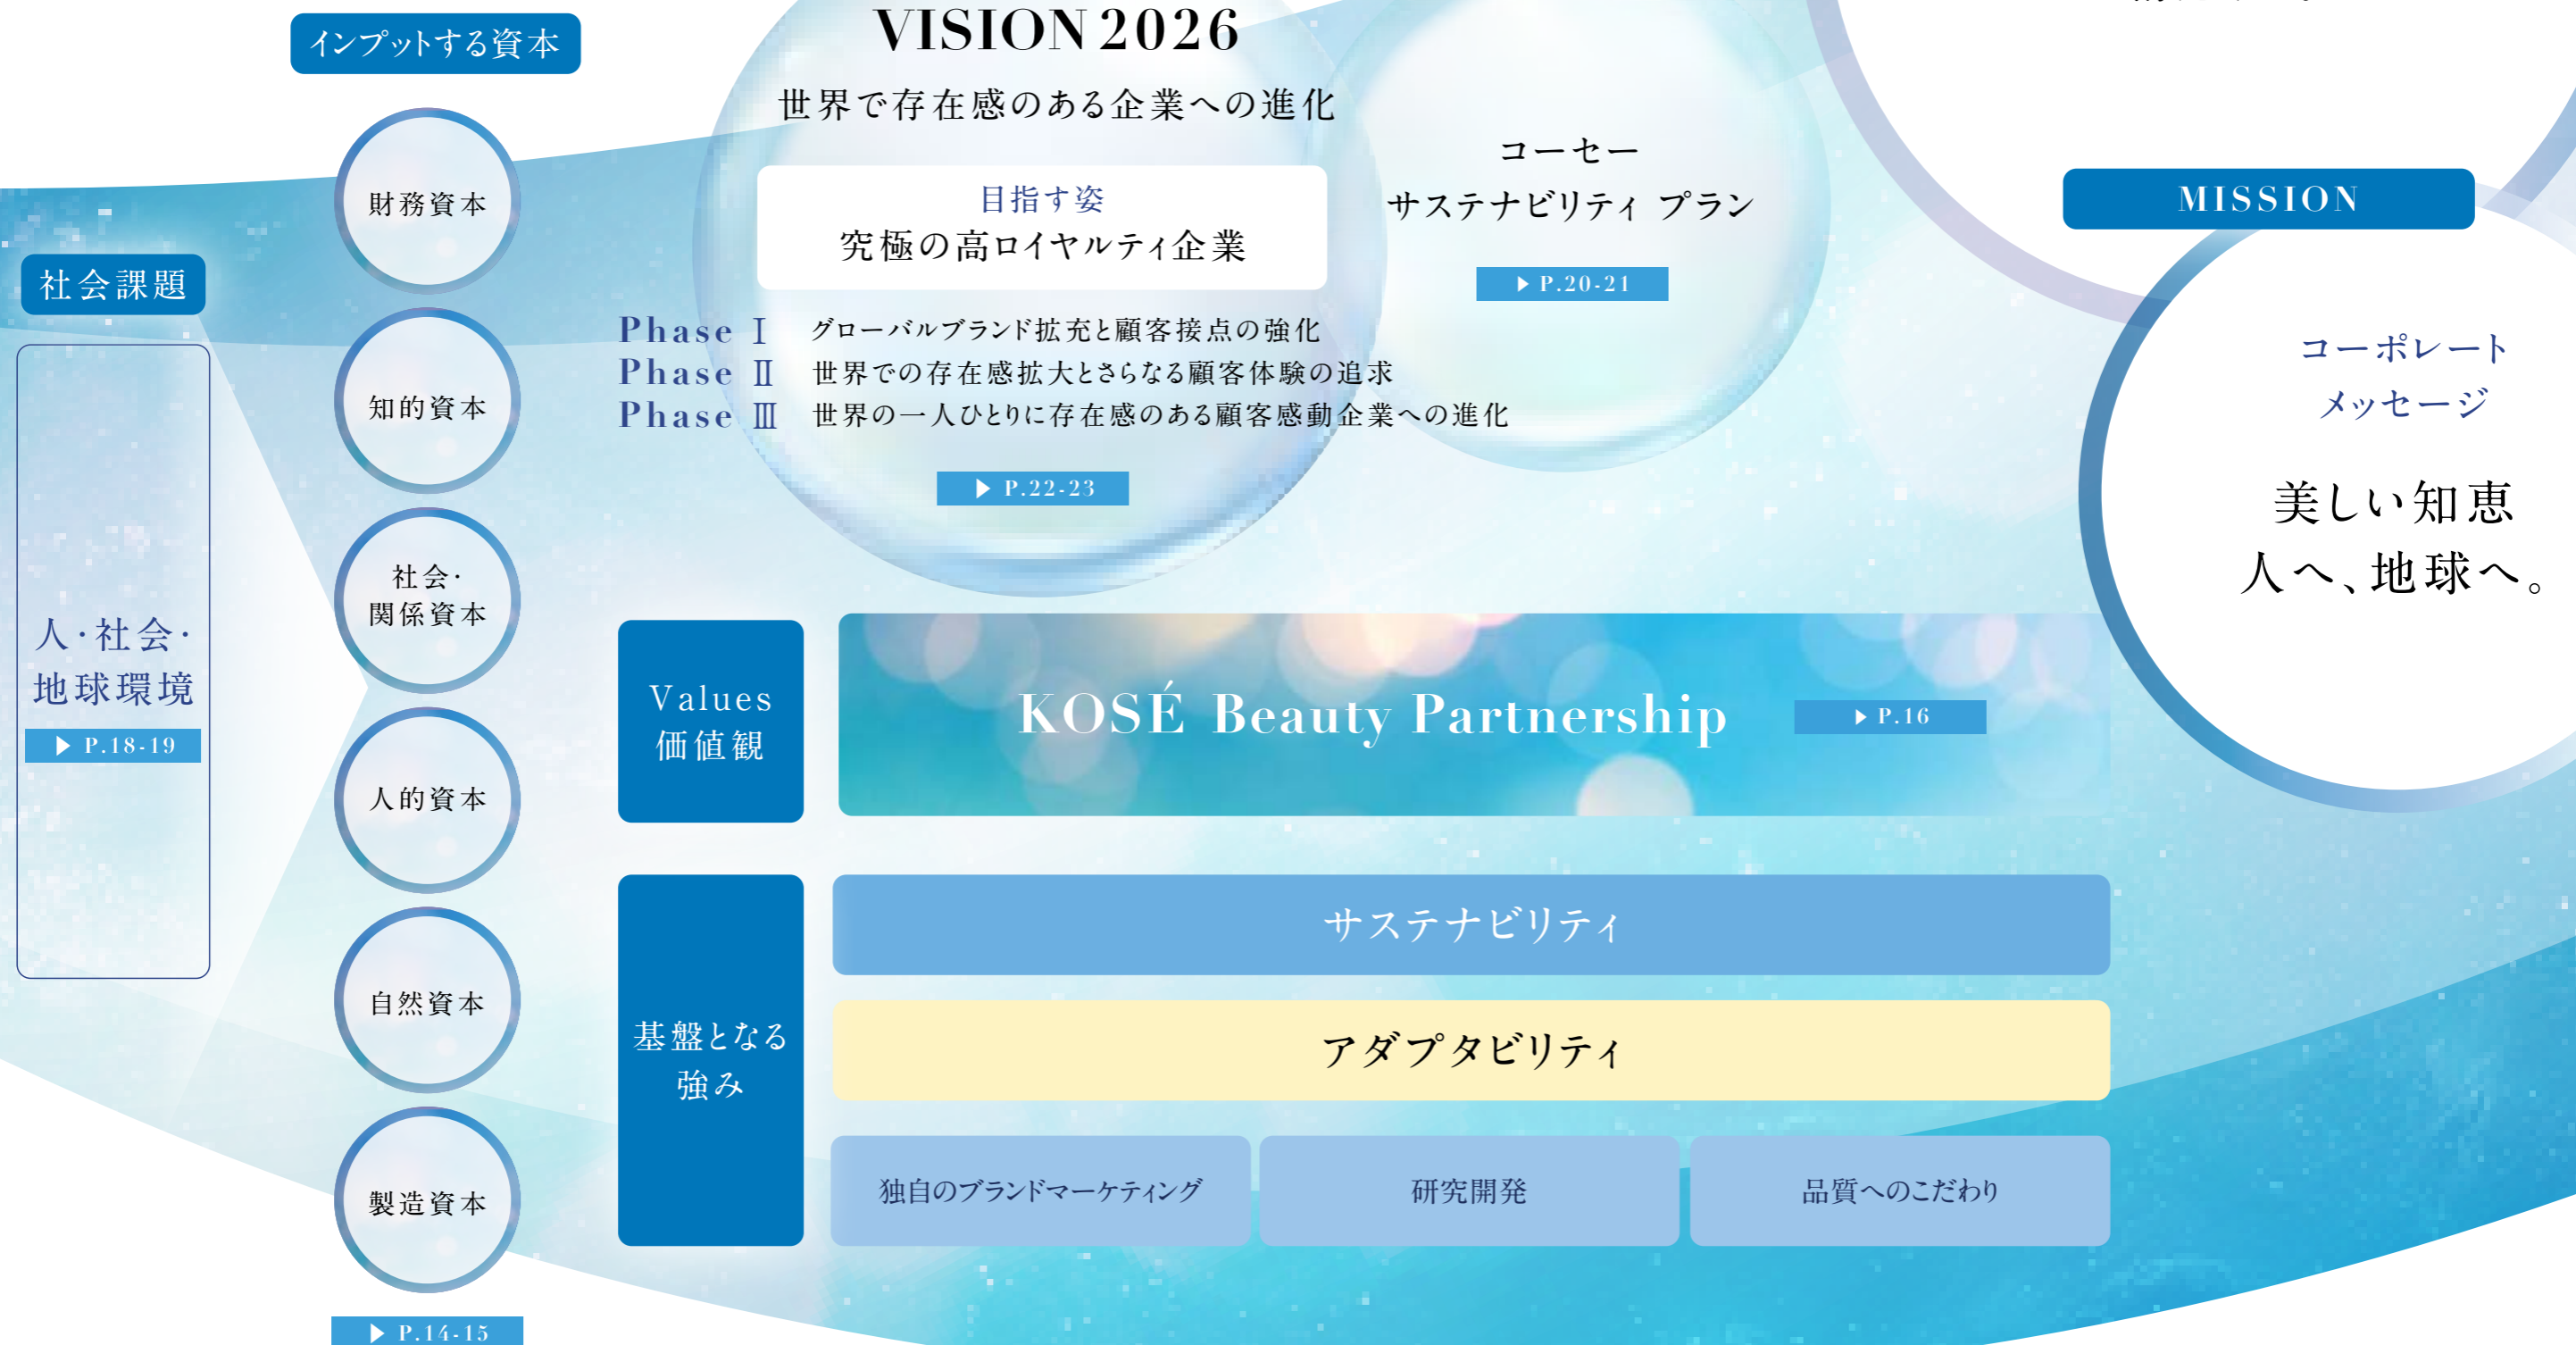 インプットする資本
財務資本
知的資本
社会・
関係資本
人的資本
自然資本
製造資本
▶ P.14-15
社会課題
人・社会・
地球環境
▶ P.18-19
VISION 2026
世界で存在感のある企業への進化
目指す姿
究極の高ロイヤルティ企業
Phase Ⅰ グローバルブランド拡充と顧客接点の強化
Phase Ⅱ 世界での存在感拡大とさらなる顧客体験の追求
Phase Ⅲ 世界の一人ひとりに存在感のある顧客感動企業への進化
▶ P.22-23
コーセー
サステナビリティ プラン
▶ P.20-21
MISSION
コーポレート
メッセージ
美しい知恵
人へ、地球へ。
Values
価値観
KOSÉ Beauty Partnership
▶ P.16
基盤となる
強み
サステナビリティ
アダプタビリティ
独自のブランドマーケティング
研究開発
品質へのこだわり